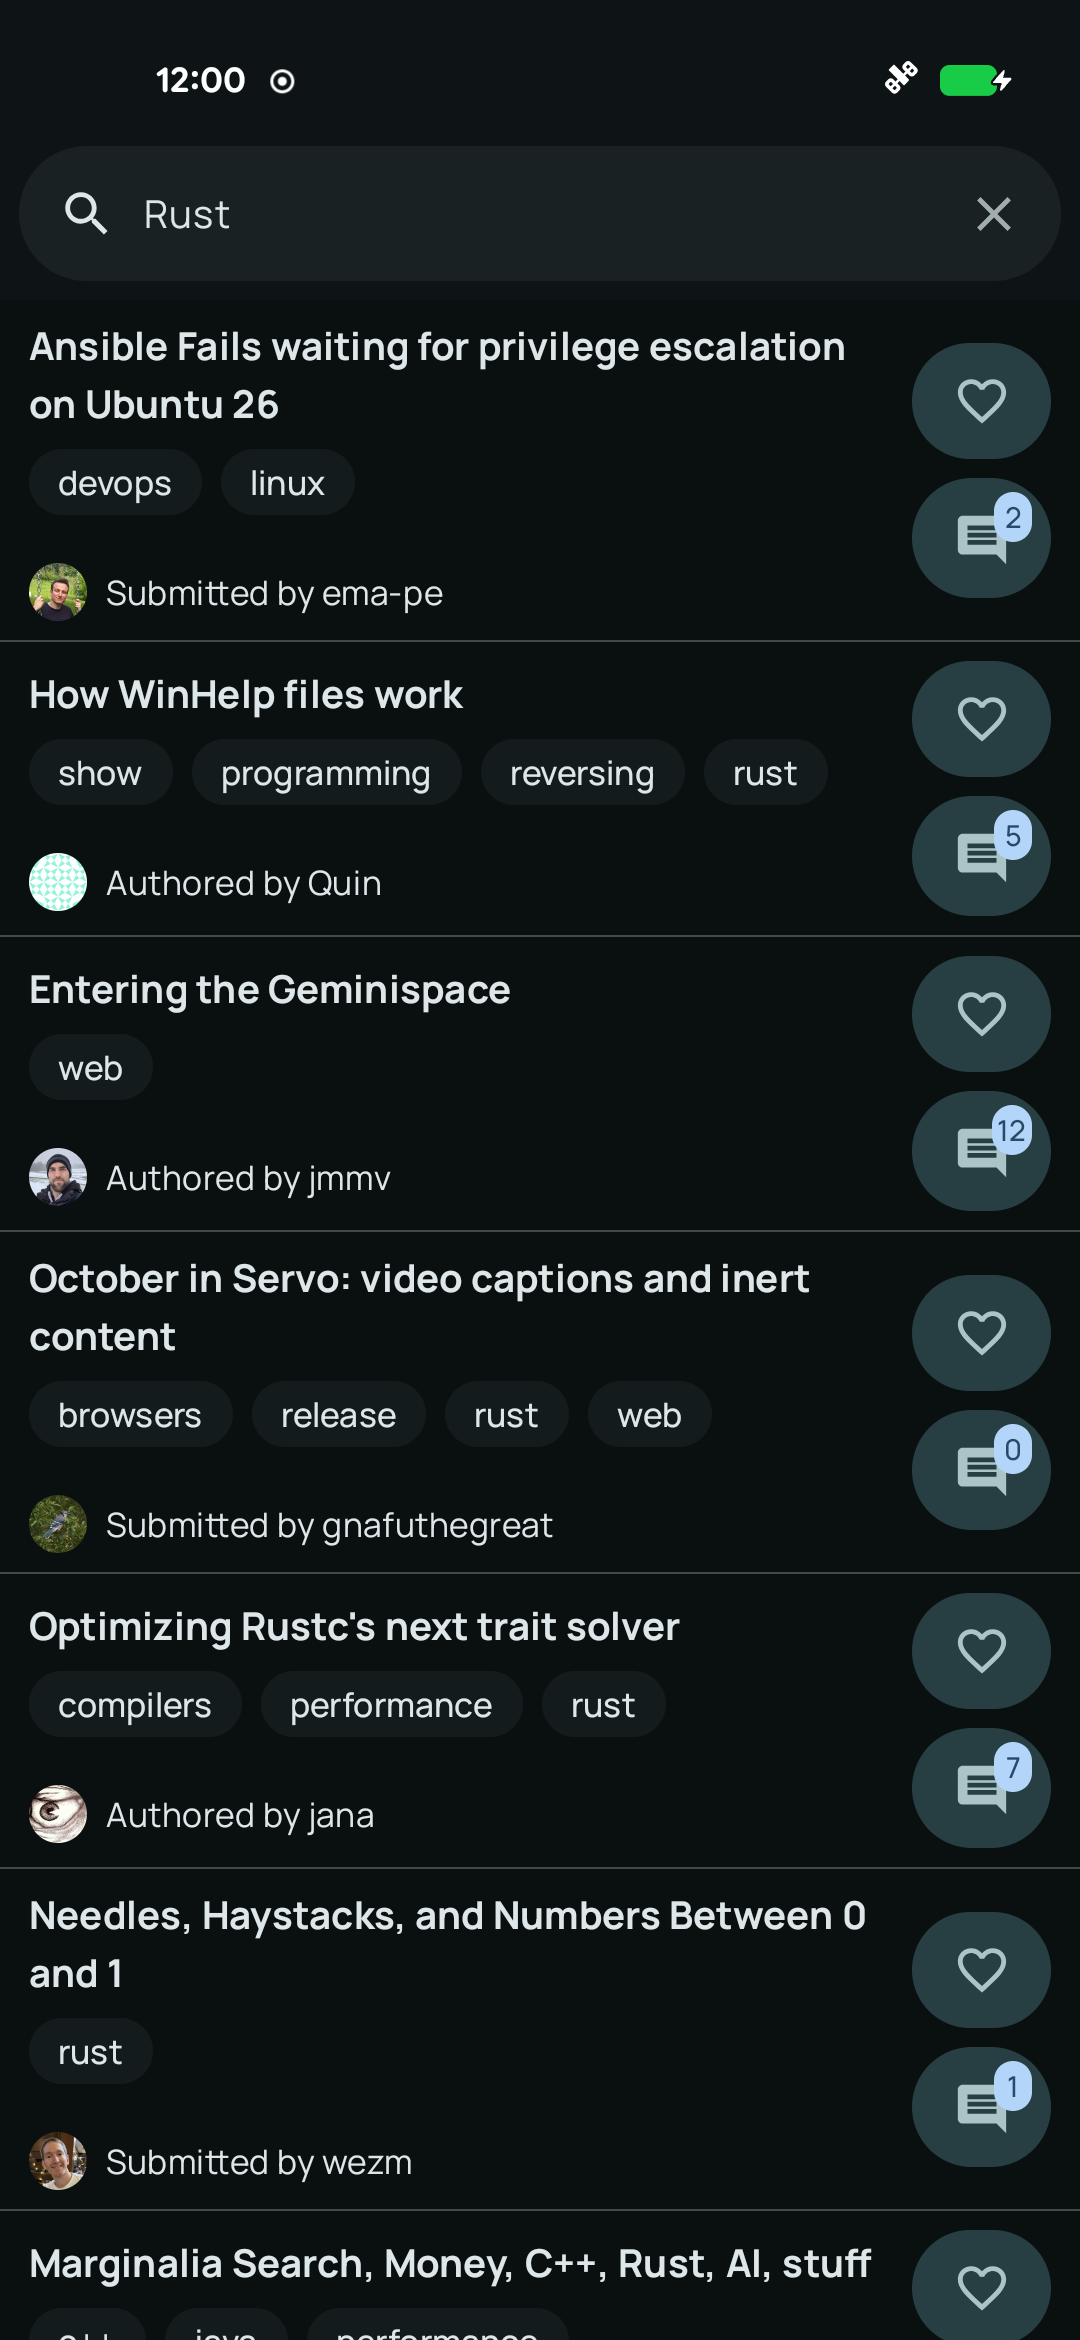 12:00
Rust
Ansible Fails waiting for privilege escalation
on Ubuntu 26
devops linux
2
Submitted by ema-pe
How WinHelp files work
show programming reversing rust
5
Authored by Quin
Entering the Geminispace
web
12
Authored by jmmv
October in Servo: video captions and inert
content
browsers release rust web
0
Submitted by gnafuthegreat
Optimizing Rustc's next trait solver
compilers performance rust
7
Authored by jana
Needles, Haystacks, and Numbers Between 0
and 1
rust
1
Submitted by wezm
Marginalia Search, Money, C++, Rust, AI, stuff
c++ java performance